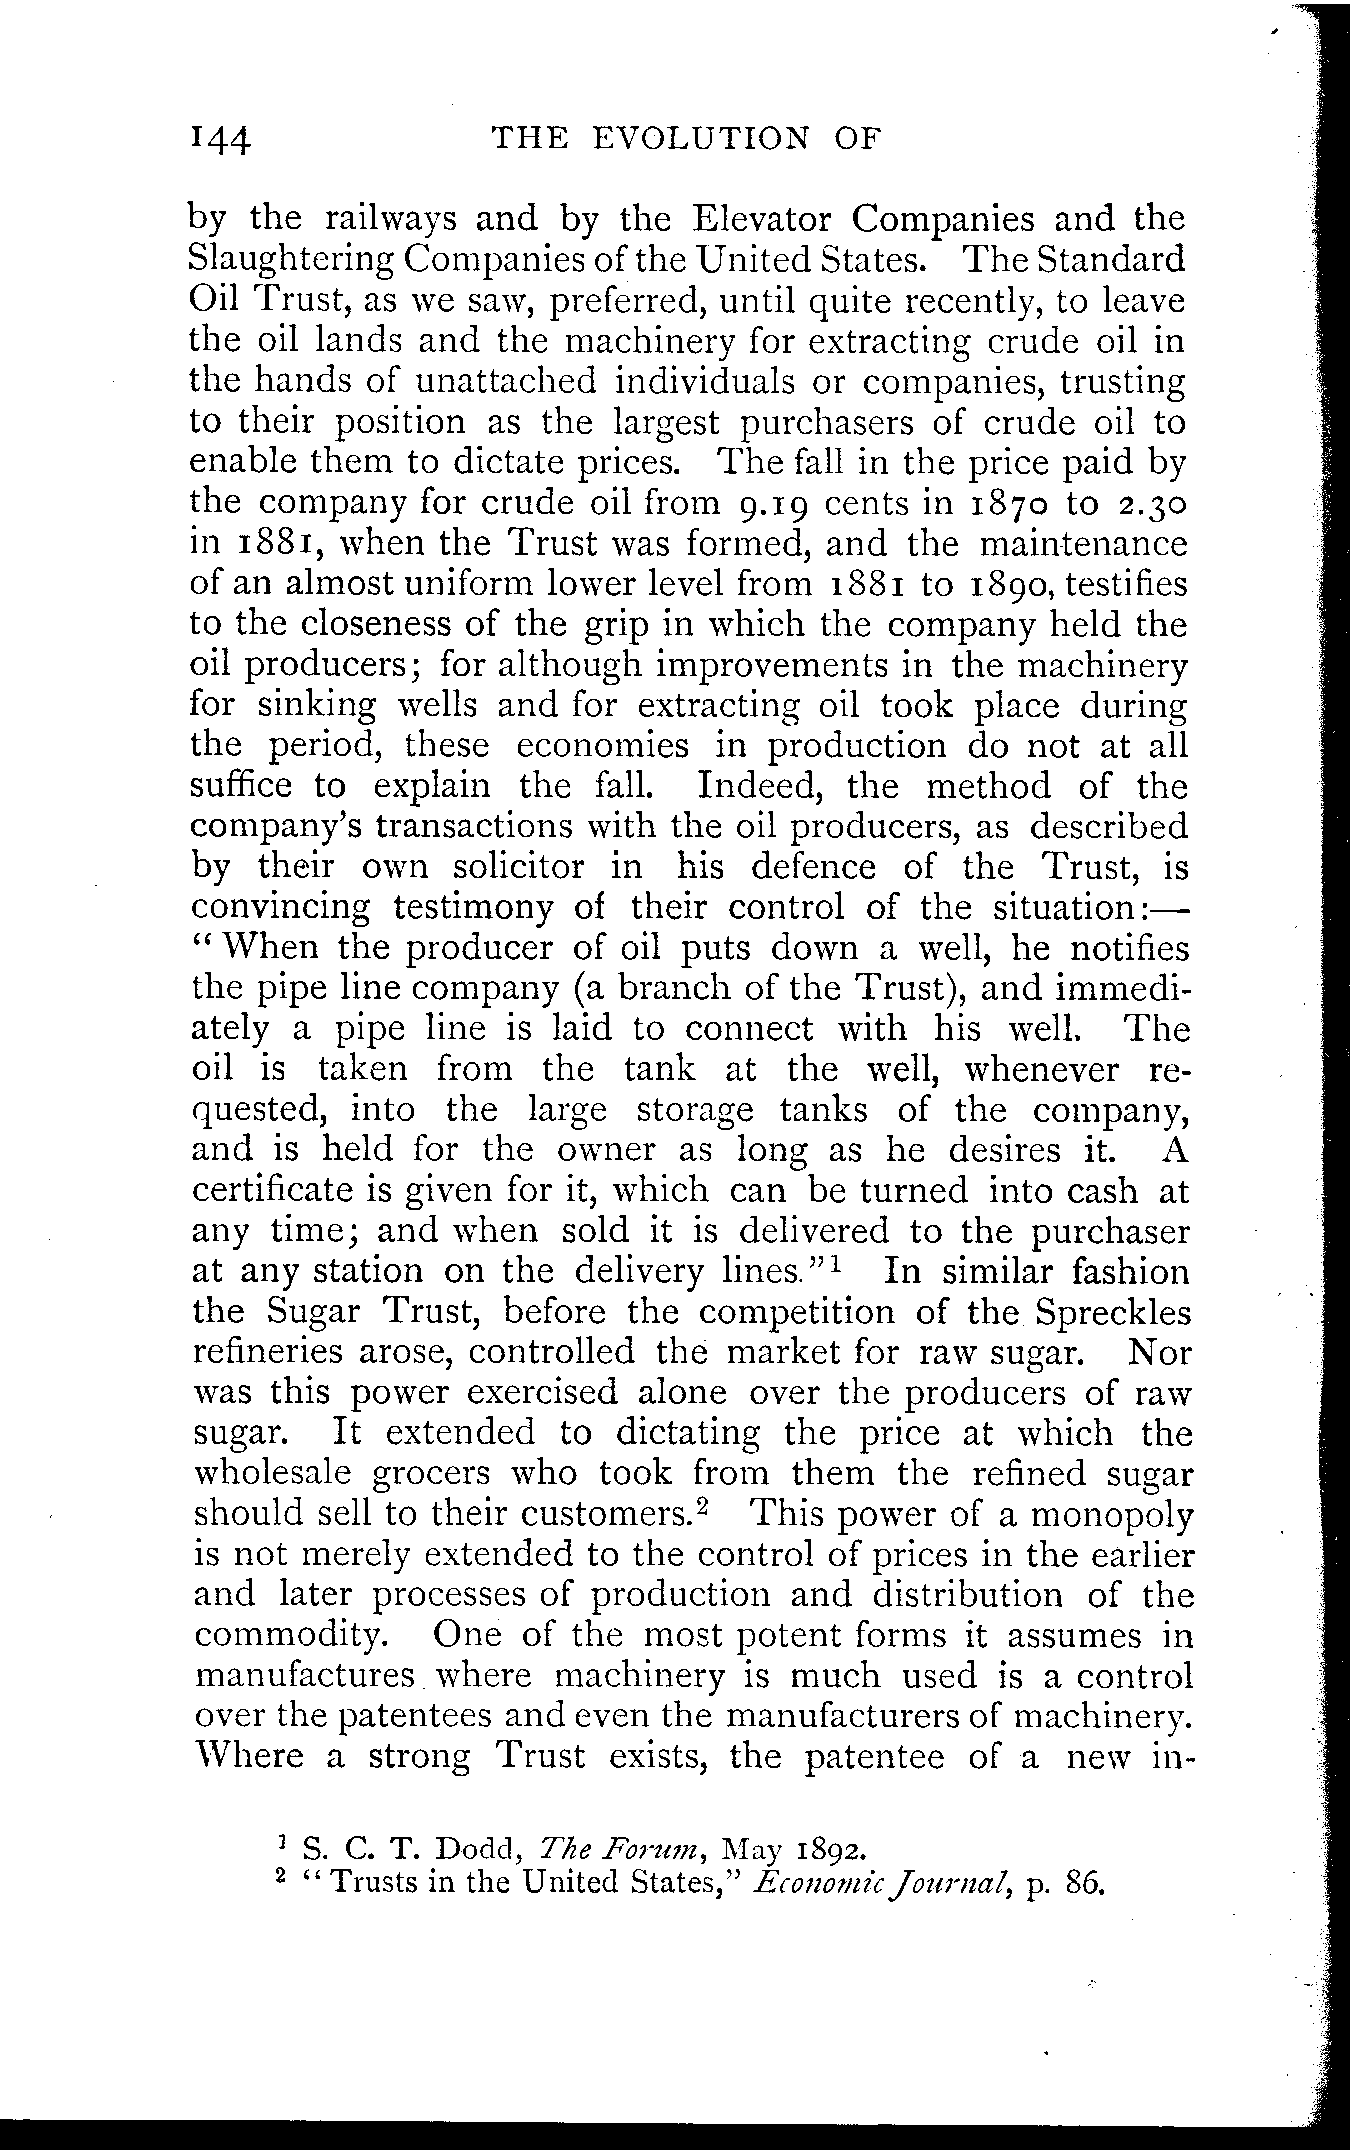 144 THE EVOLUTION OF
by the railways and by the Elevator Companies and the
Slaughtering Companies of the United States. The Standard
Oil Trust, as we saw, preferred, until quite recently, to leave
the oil lands and the machinery for extracting crude oil in
the hands of unattached individuals or companies, trusting
to their position as the largest purchasers of crude oil to
enable them to dictate prices. The fall in the price paid by
the company for crude oil from 9.19 cents in 1870 to 2.30
in 1881, when the Trust was formed, and the maintenance
of an almost uniform lower level from 1881 to 1890, testifies
to the closeness of the grip in which the company held the
oil producers; for although improvements in the machinery
for sinking wells and for extracting oil took place during
the period, these economies in production do not at all
suffice to explain the fall. Indeed, the method of the
company's transactions with the oil producers, as described
by their own solicitor in his defence of the Trust, is
convincing testimony of their control of the situation:—
"When the producer of oil puts down a well, he notifies
the pipe line company (a branch of the Trust), and immedi-
ately a pipe line is laid to connect with his well. The
oil is taken from the tank at the well, whenever re-
quested, into the large storage tanks of the company,
and is held for the owner as long as he desires it. A
certificate is given for it, which can be turned into cash at
any time; and when sold it is delivered to the purchaser
at any station on the delivery lines."¹ In similar fashion
the Sugar Trust, before the competition of the Spreckles
refineries arose, controlled the market for raw sugar. Nor
was this power exercised alone over the producers of raw
sugar. It extended to dictating the price at which the
wholesale grocers who took from them the refined sugar
should sell to their customers.² This power of a monopoly
is not merely extended to the control of prices in the earlier
and later processes of production and distribution of the
commodity. One of the most potent forms it assumes in
manufactures where machinery is much used is a control
over the patentees and even the manufacturers of machinery.
Where a strong Trust exists, the patentee of a new in-
¹ S. C. T. Dodd, The Forum, May 1892.
² "Trusts in the United States," Economic Journal, p. 86.